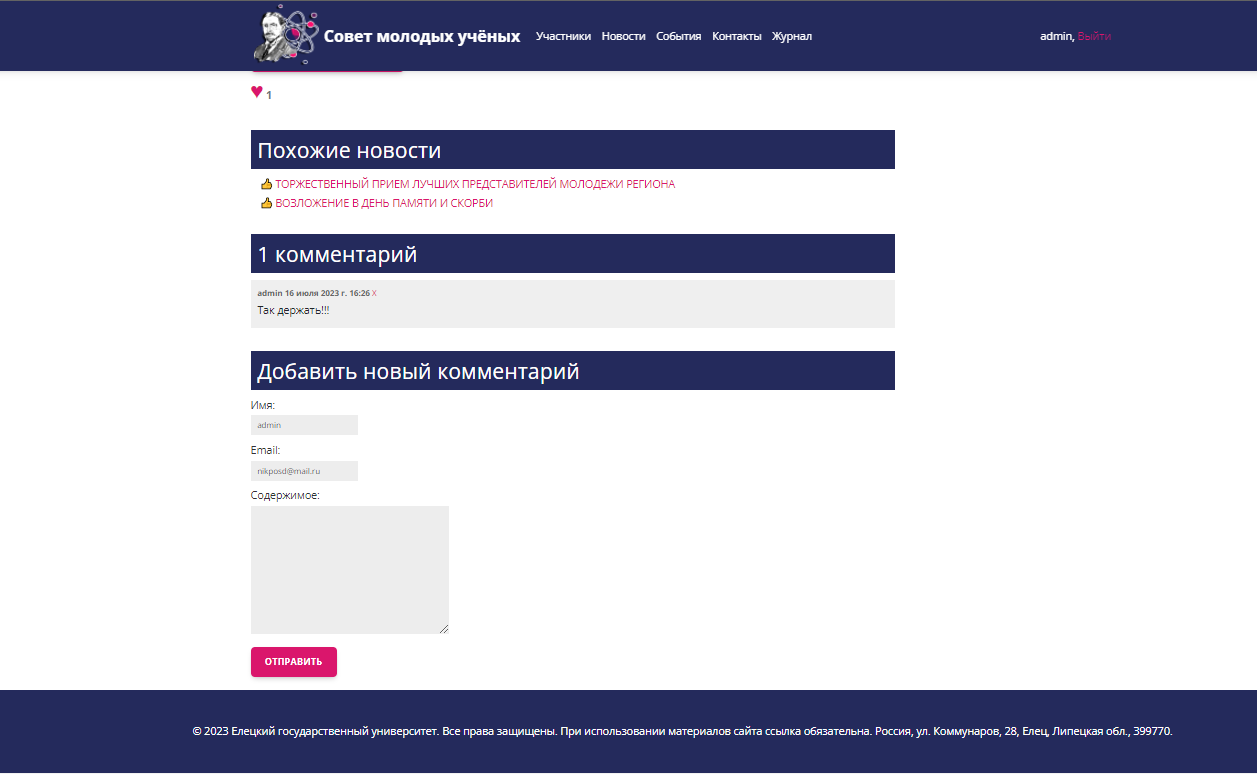 Совет молодых учёных Участники Новости События Контакты Журнал admin, Выйти
1
Похожие новости
ТОРЖЕСТВЕННЫЙ ПРИЕМ ЛУЧШИХ ПРЕДСТАВИТЕЛЕЙ МОЛОДЕЖИ РЕГИОНА
ВОЗЛОЖЕНИЕ В ДЕНЬ ПАМЯТИ И СКОРБИ
1 комментарий
admin 16 июля 2023 г. 16:26 X
Так держать!!!
Добавить новый комментарий
Имя:
admin
Email:
nikposd@mail.ru
Содержимое:
ОТПРАВИТЬ
© 2023 Елецкий государственный университет. Все права защищены. При использовании материалов сайта ссылка обязательна. Россия, ул. Коммунаров, 28, Елец, Липецкая обл., 399770.